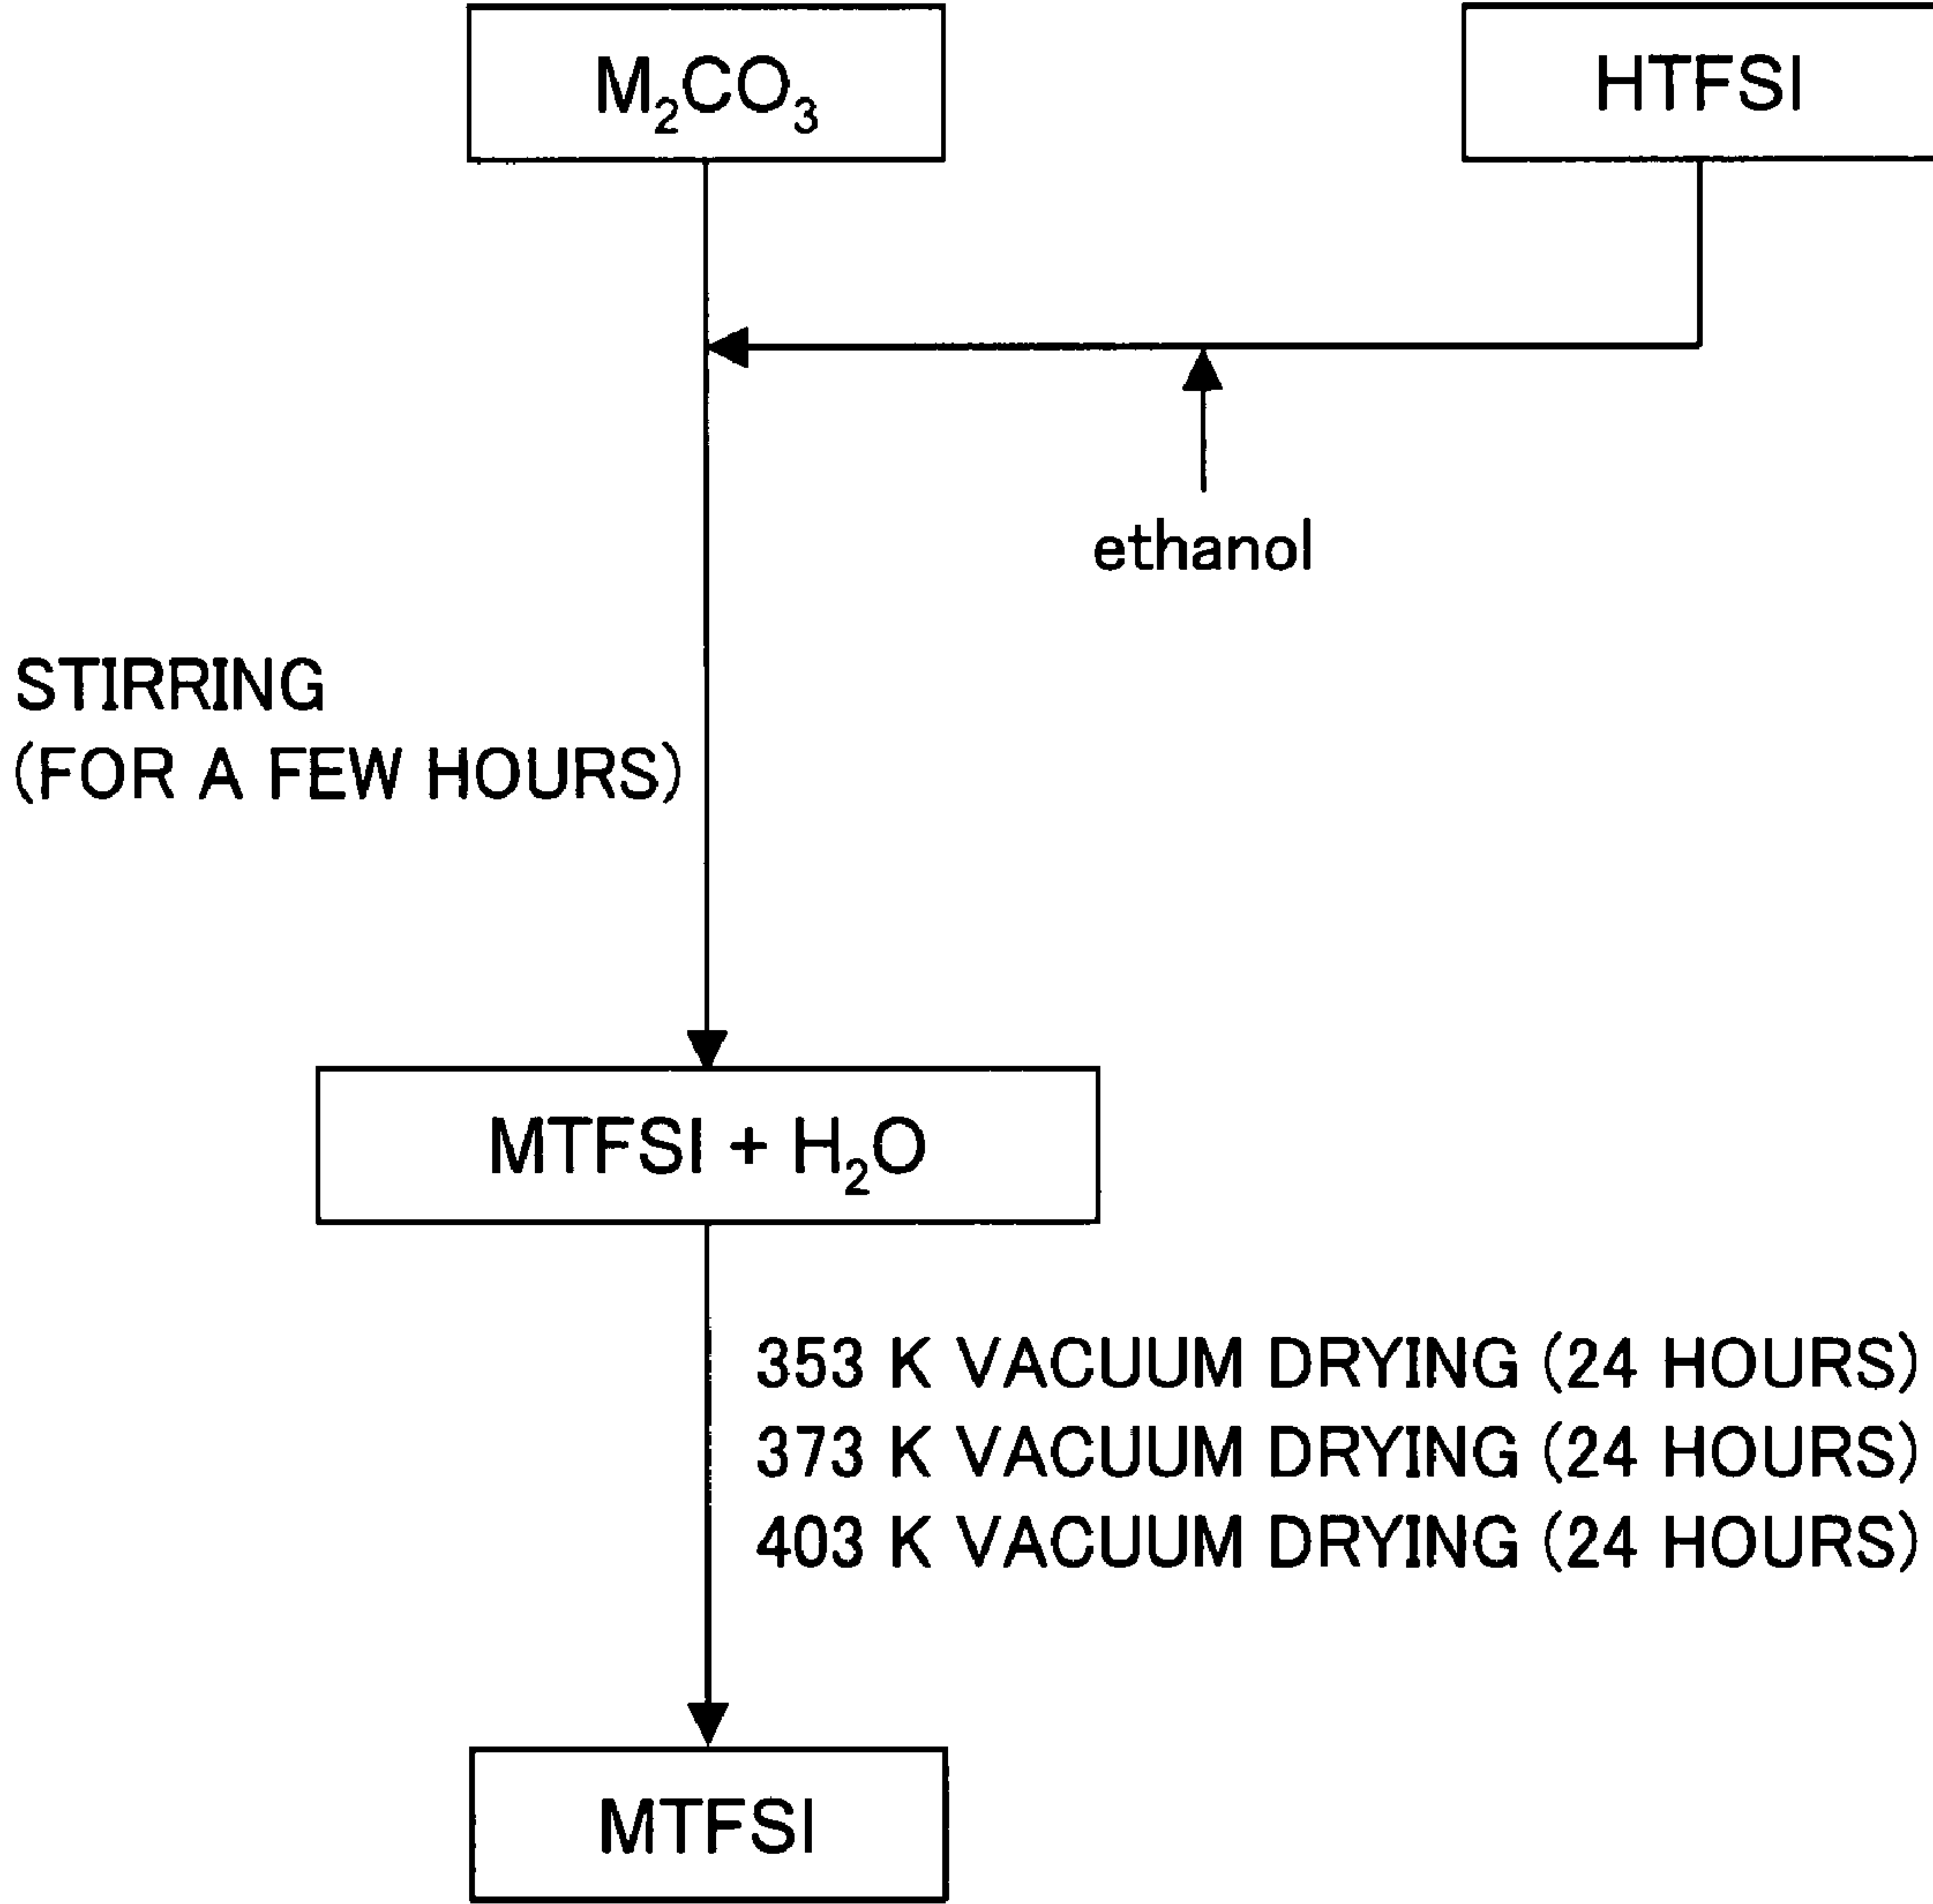 M₂CO₃
HTFSI
ethanol
STIRRING
(FOR A FEW HOURS)
MTFSI + H₂O
353 K VACUUM DRYING (24 HOURS)
373 K VACUUM DRYING (24 HOURS)
403 K VACUUM DRYING (24 HOURS)
MTFSI